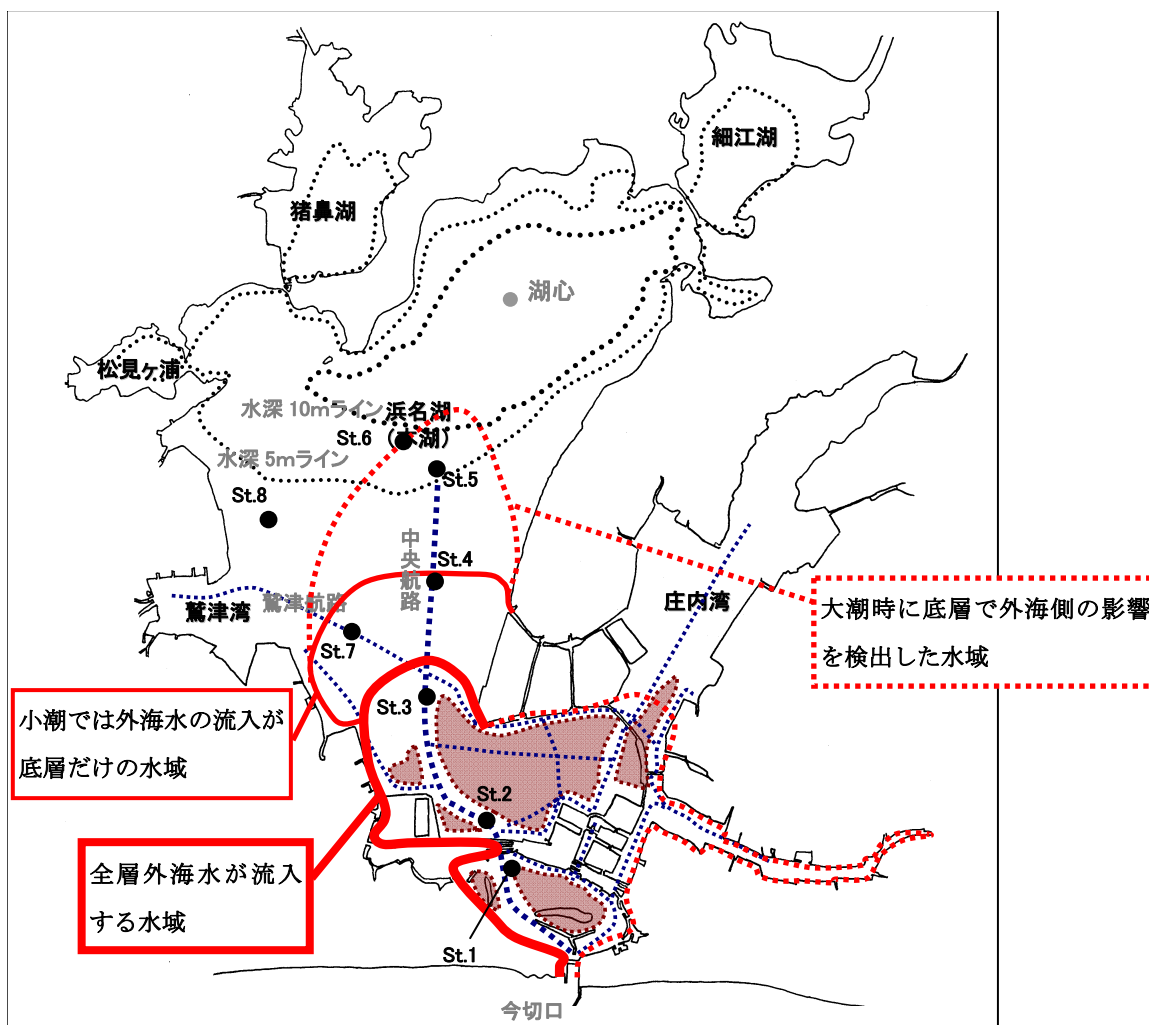 細江湖
猪鼻湖
湖心
松見ヶ浦
水深10mライン
浜名湖
(本湖)
St.6
水深5mライン
St.5
St.8
中央航路
St.4
鷲津航路
鷲津湾
庄内湾
大潮時に底層で外海側の影響
を検出した水域
St.7
St.3
小潮では外海水の流入が
底層だけの水域
St.2
全層外海水が流入
する水域
St.1
今切口